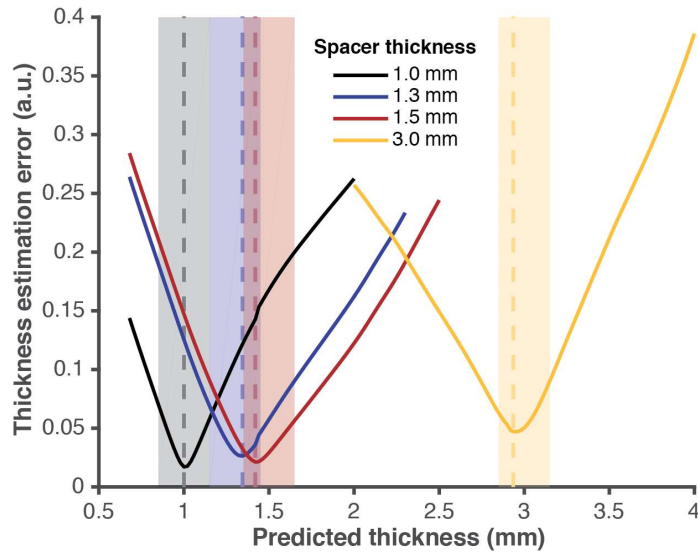 Thickness estimation error (a.u.)
0.4
0.35
0.3
0.25
0.2
0.15
0.1
0.05
0
Spacer thickness
1.0 mm
1.3 mm
1.5 mm
3.0 mm
0.5 1 1.5 2 2.5 3 3.5 4
Predicted thickness (mm)